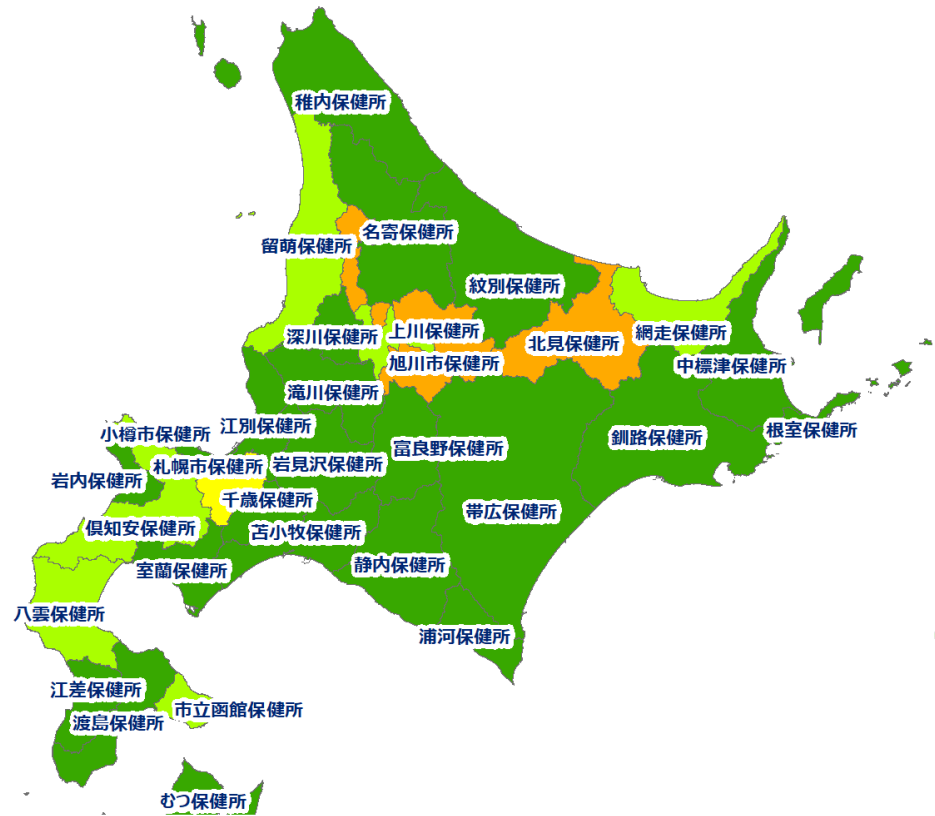 稚内保健所
名寄保健所
留萌保健所
紋別保健所
上川保健所
網走保健所
深川保健所
北見保健所
旭川市保健所
中標津保健所
滝川保健所
江別保健所
小樽市保健所
根室保健所
釧路保健所
富良野保健所
札幌市保健所
岩見沢保健所
岩内保健所
千歳保健所
帯広保健所
倶知安保健所
苫小牧保健所
静内保健所
室蘭保健所
八雲保健所
浦河保健所
江差保健所
市立函館保健所
渡島保健所
むつ保健所